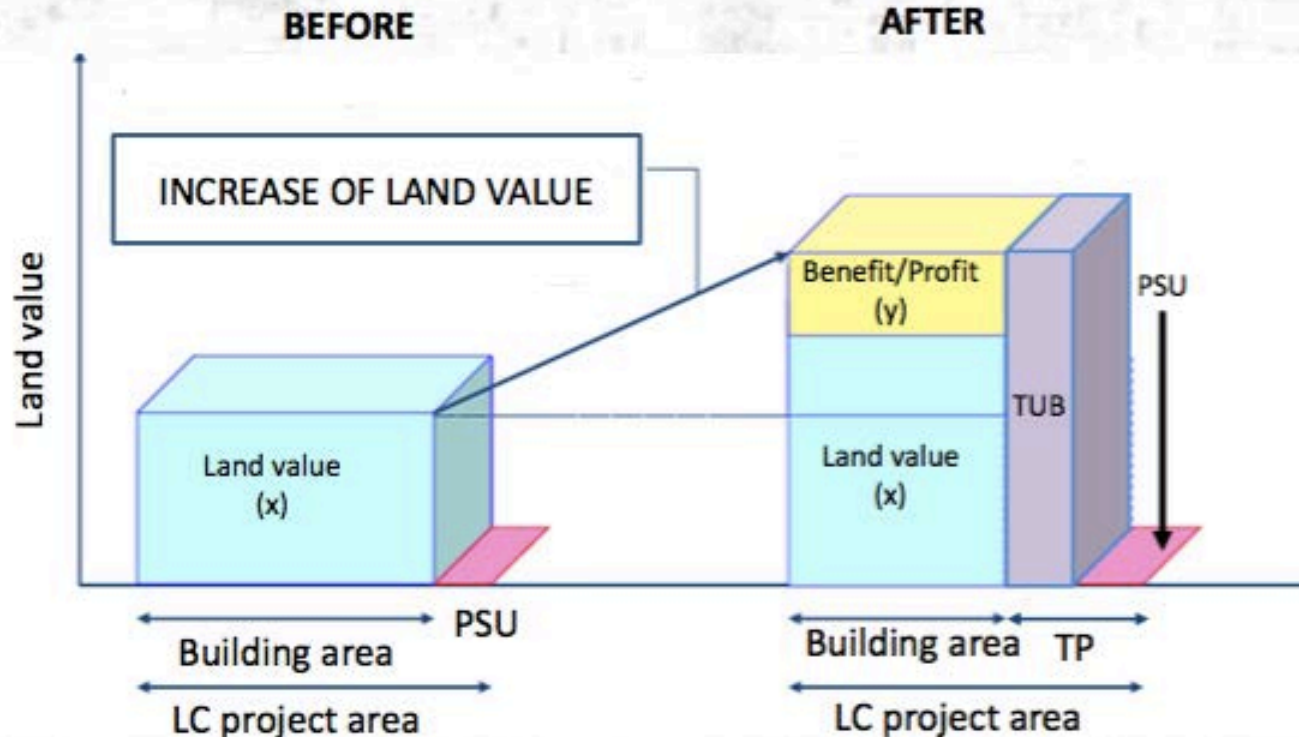 BEFORE
AFTER
Land value
INCREASE OF LAND VALUE
Land value
(x)
Benefit/Profit
(y)
Land value
(x)
TUB
PSU
PSU
Building area
LC project area
Building area
TP
LC project area